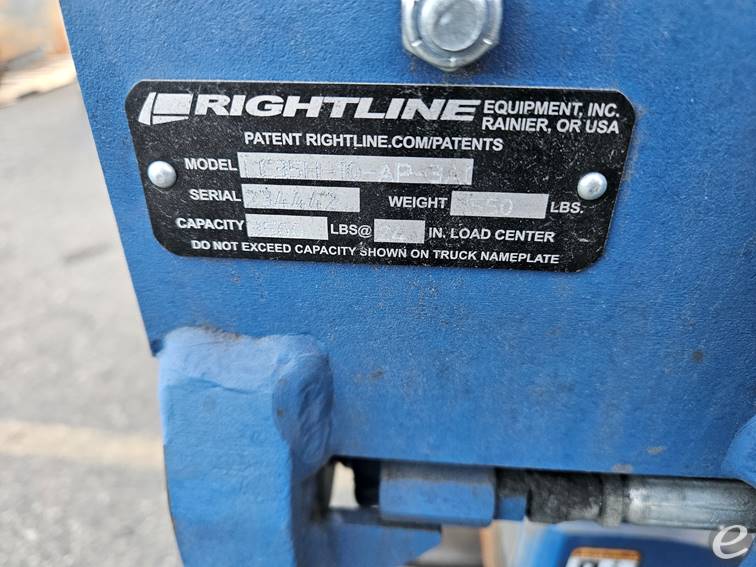 RIGHTLINE EQUIPMENT, INC.
RAINIER, OR USA
PATENT RIGHTLINE.COM/PATENTS
MODEL
SERIAL WEIGHT LBS.
CAPACITY LBS@ IN. LOAD CENTER
DO NOT EXCEED CAPACITY SHOWN ON TRUCK NAMEPLATE
e